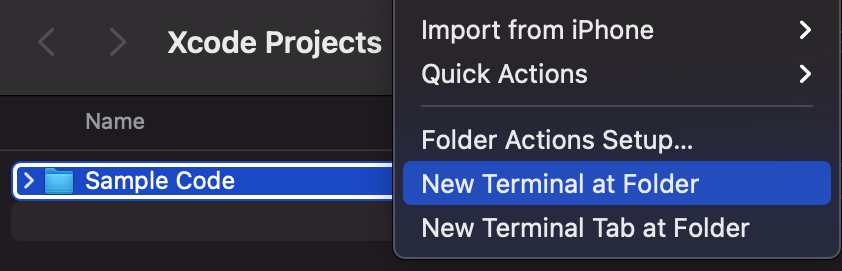 Xcode Projects
Name
Sample Code
Import from iPhone
Quick Actions
Folder Actions Setup...
New Terminal at Folder
New Terminal Tab at Folder